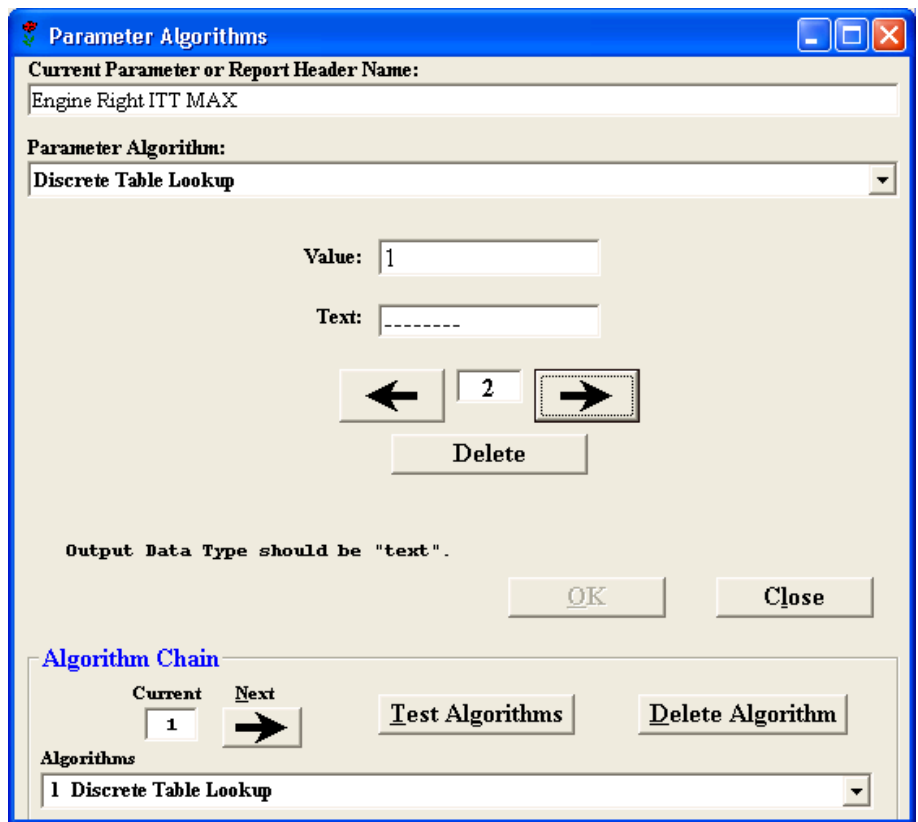 Parameter Algorithms
Current Parameter or Report Header Name:
Engine Right ITT MAX
Parameter Algorithm:
Discrete Table Lookup
Value: 1
Text: --------
2
Delete
Output Data Type should be "text".
OK Close
Algorithm Chain
Current Next
1 Test Algorithms Delete Algorithm
Algorithms
1 Discrete Table Lookup